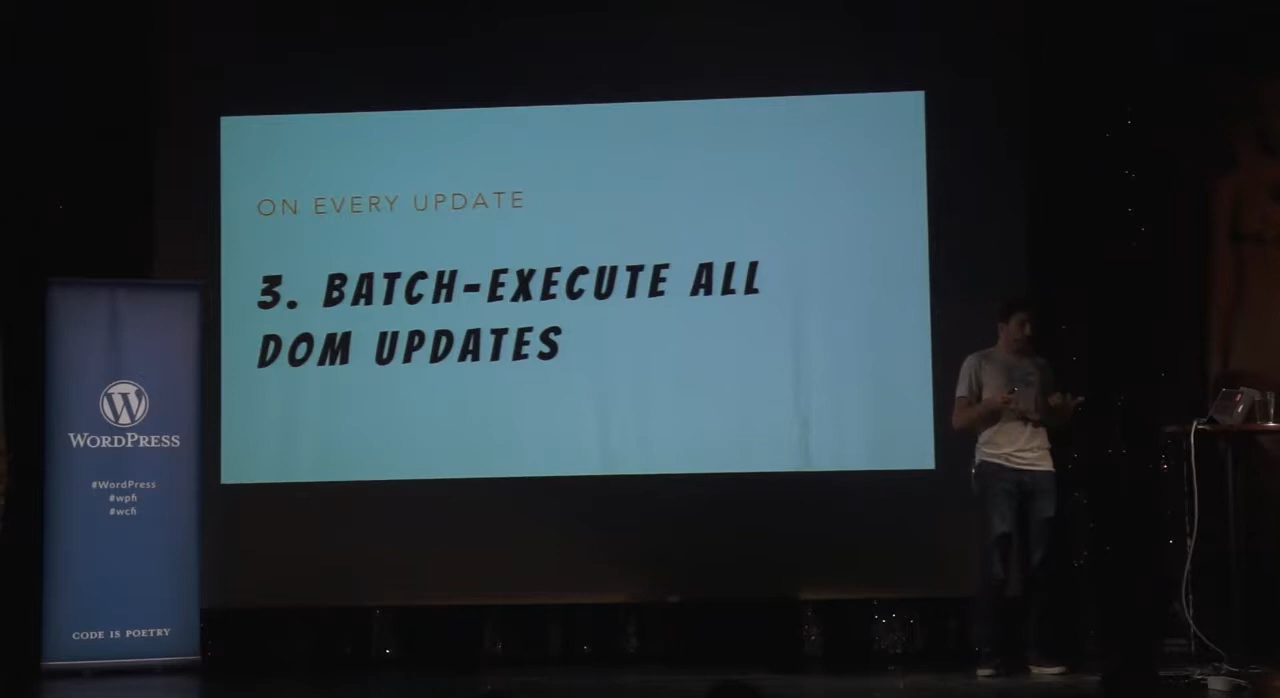 ON EVERY UPDATE
3. BATCH-EXECUTE ALL
DOM UPDATES
WORDPRESS
#WordPress
#wpfi
#wcfi
CODE IS POETRY